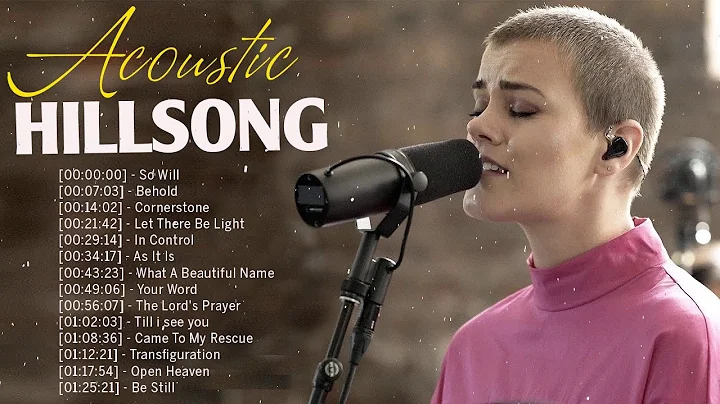 Acoustic
HILLSONG
[00:00:00] - So Will
[00:07:03] - Behold
[00:14:02] - Cornerstone
[00:21:42] - Let There Be Light
[00:29:14] - In Control
[00:34:17] - As It Is
[00:43:23] - What A Beautiful Name
[00:49:06] - Your Word
[00:56:07] - The Lord's Prayer
[01:02:03] - Till i see you
[01:08:36] - Came To My Rescue
[01:12:21] - Transfiguration
[01:17:54] - Open Heaven
[01:25:21] - Be Still